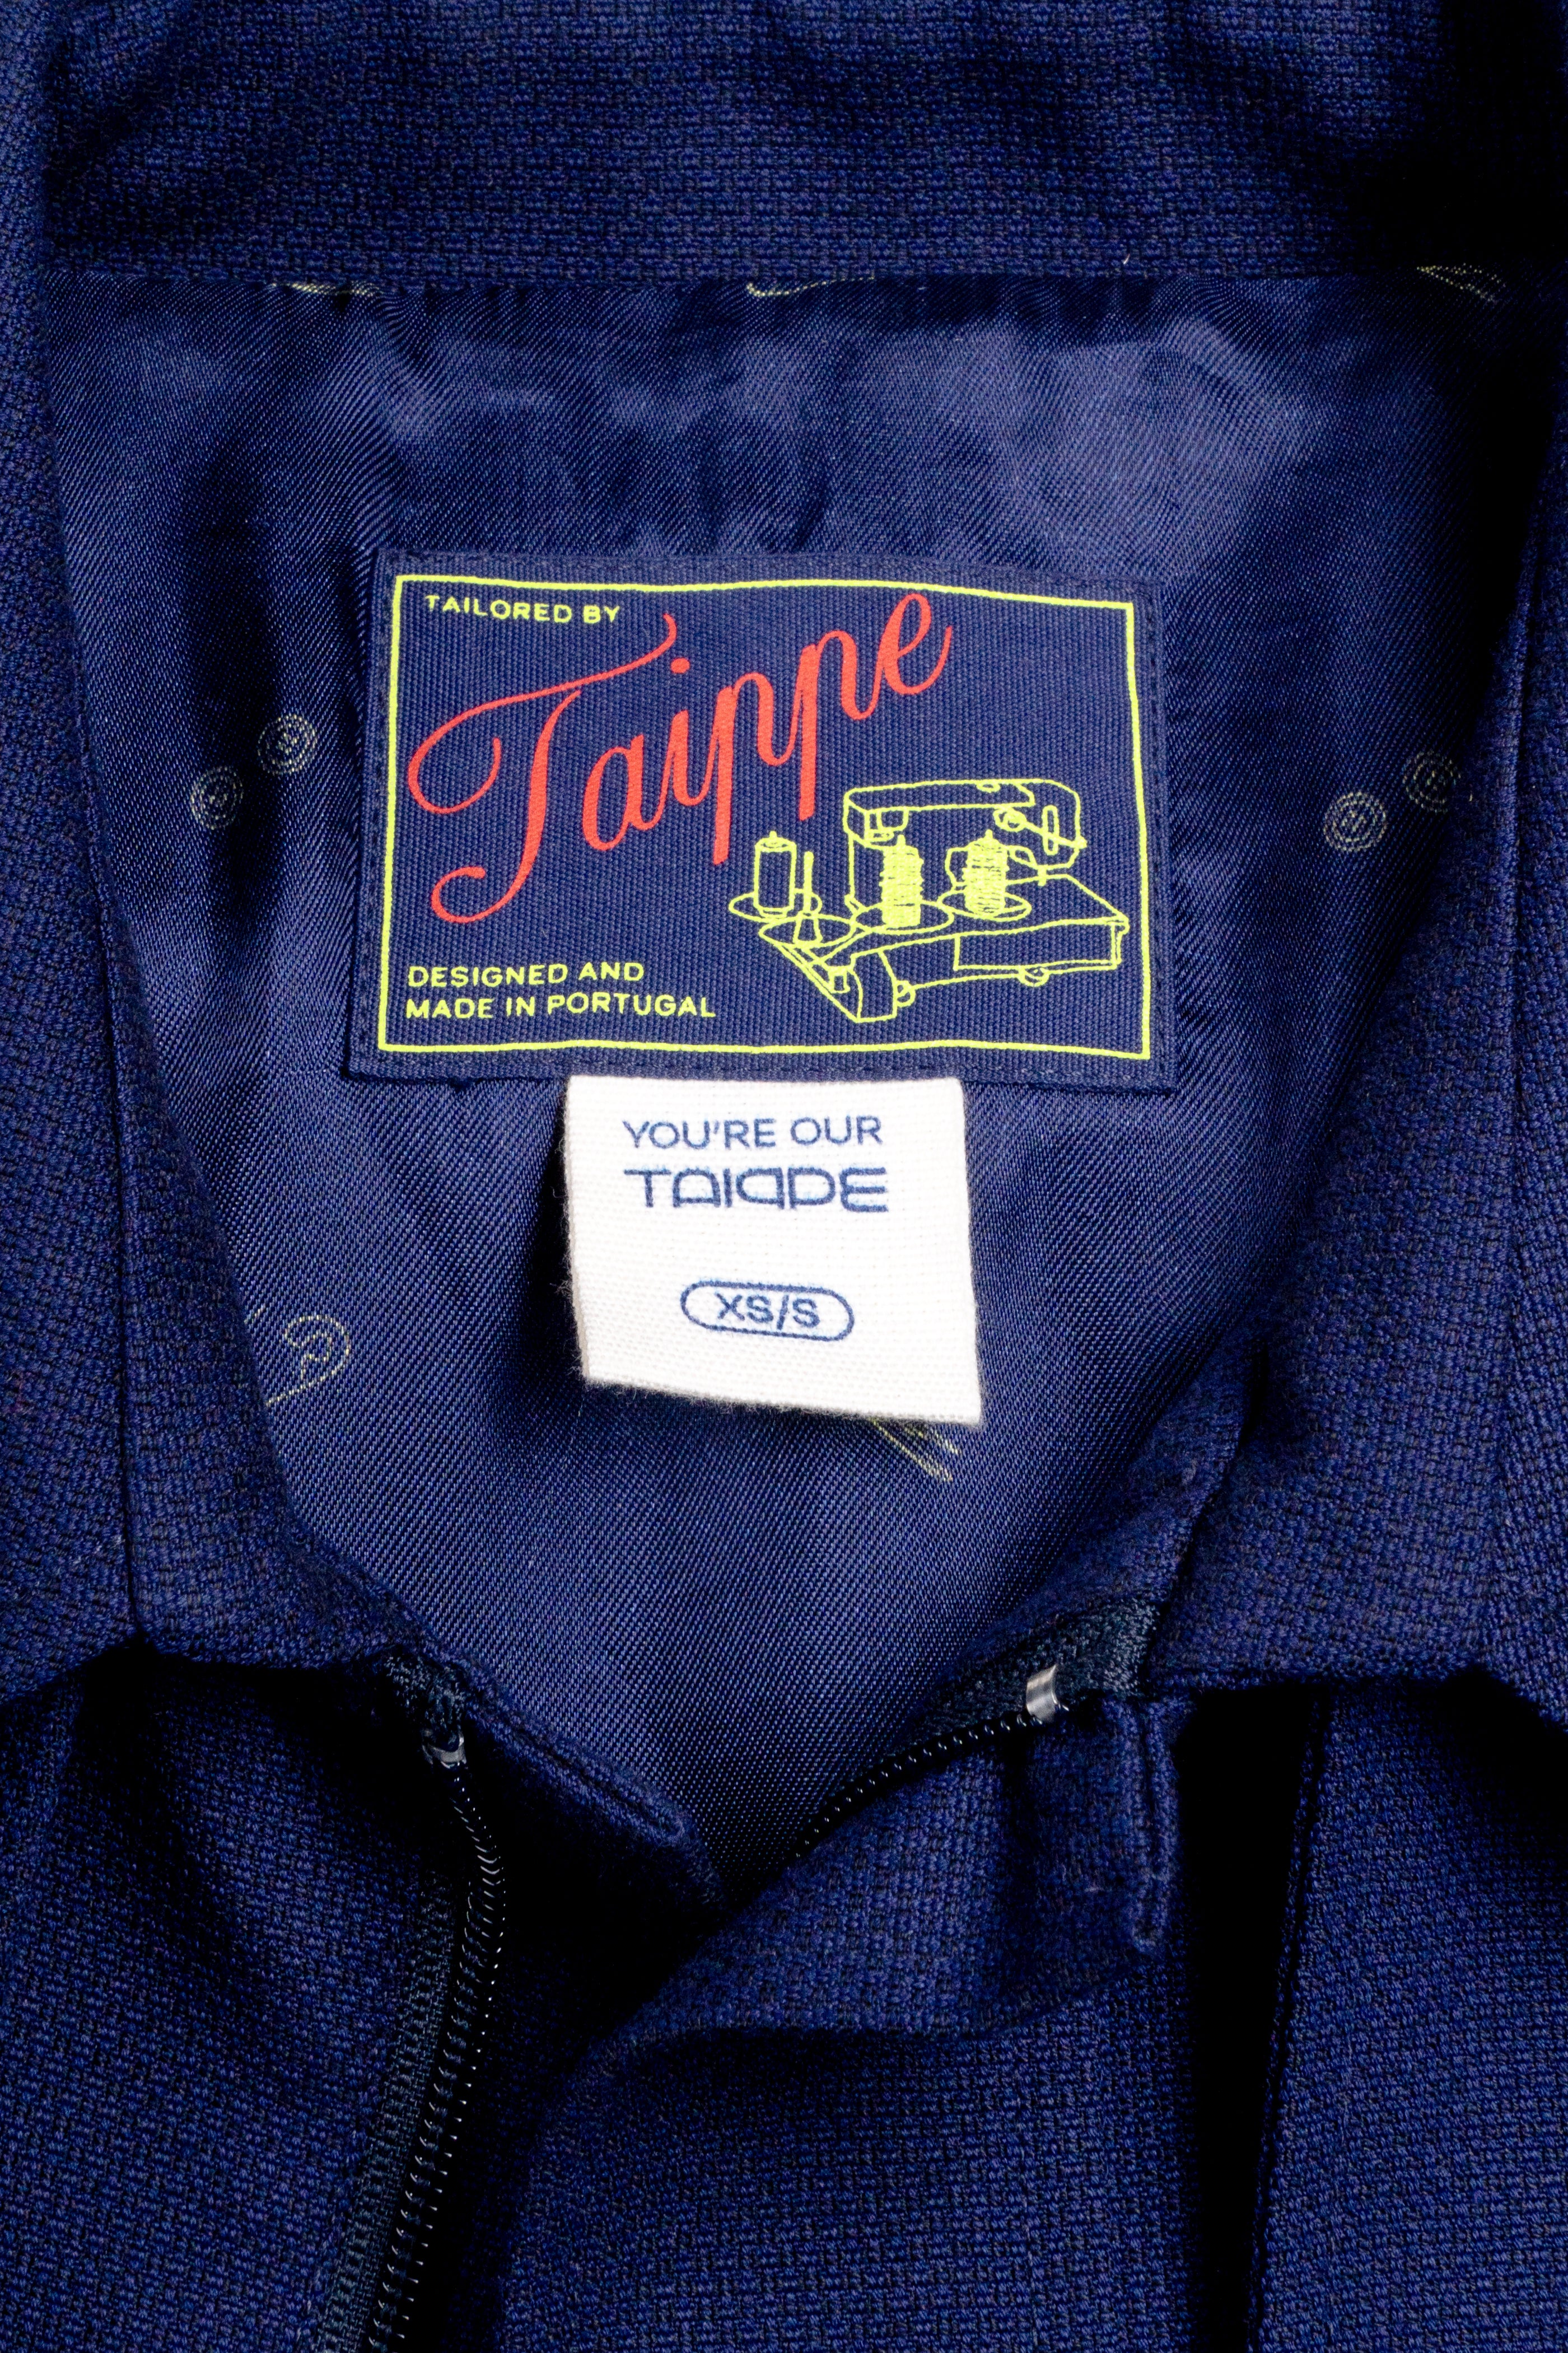 TAILORED BY
Taippe
DESIGNED AND
MADE IN PORTUGAL
YOU'RE OUR
TAIPPE
XS/S